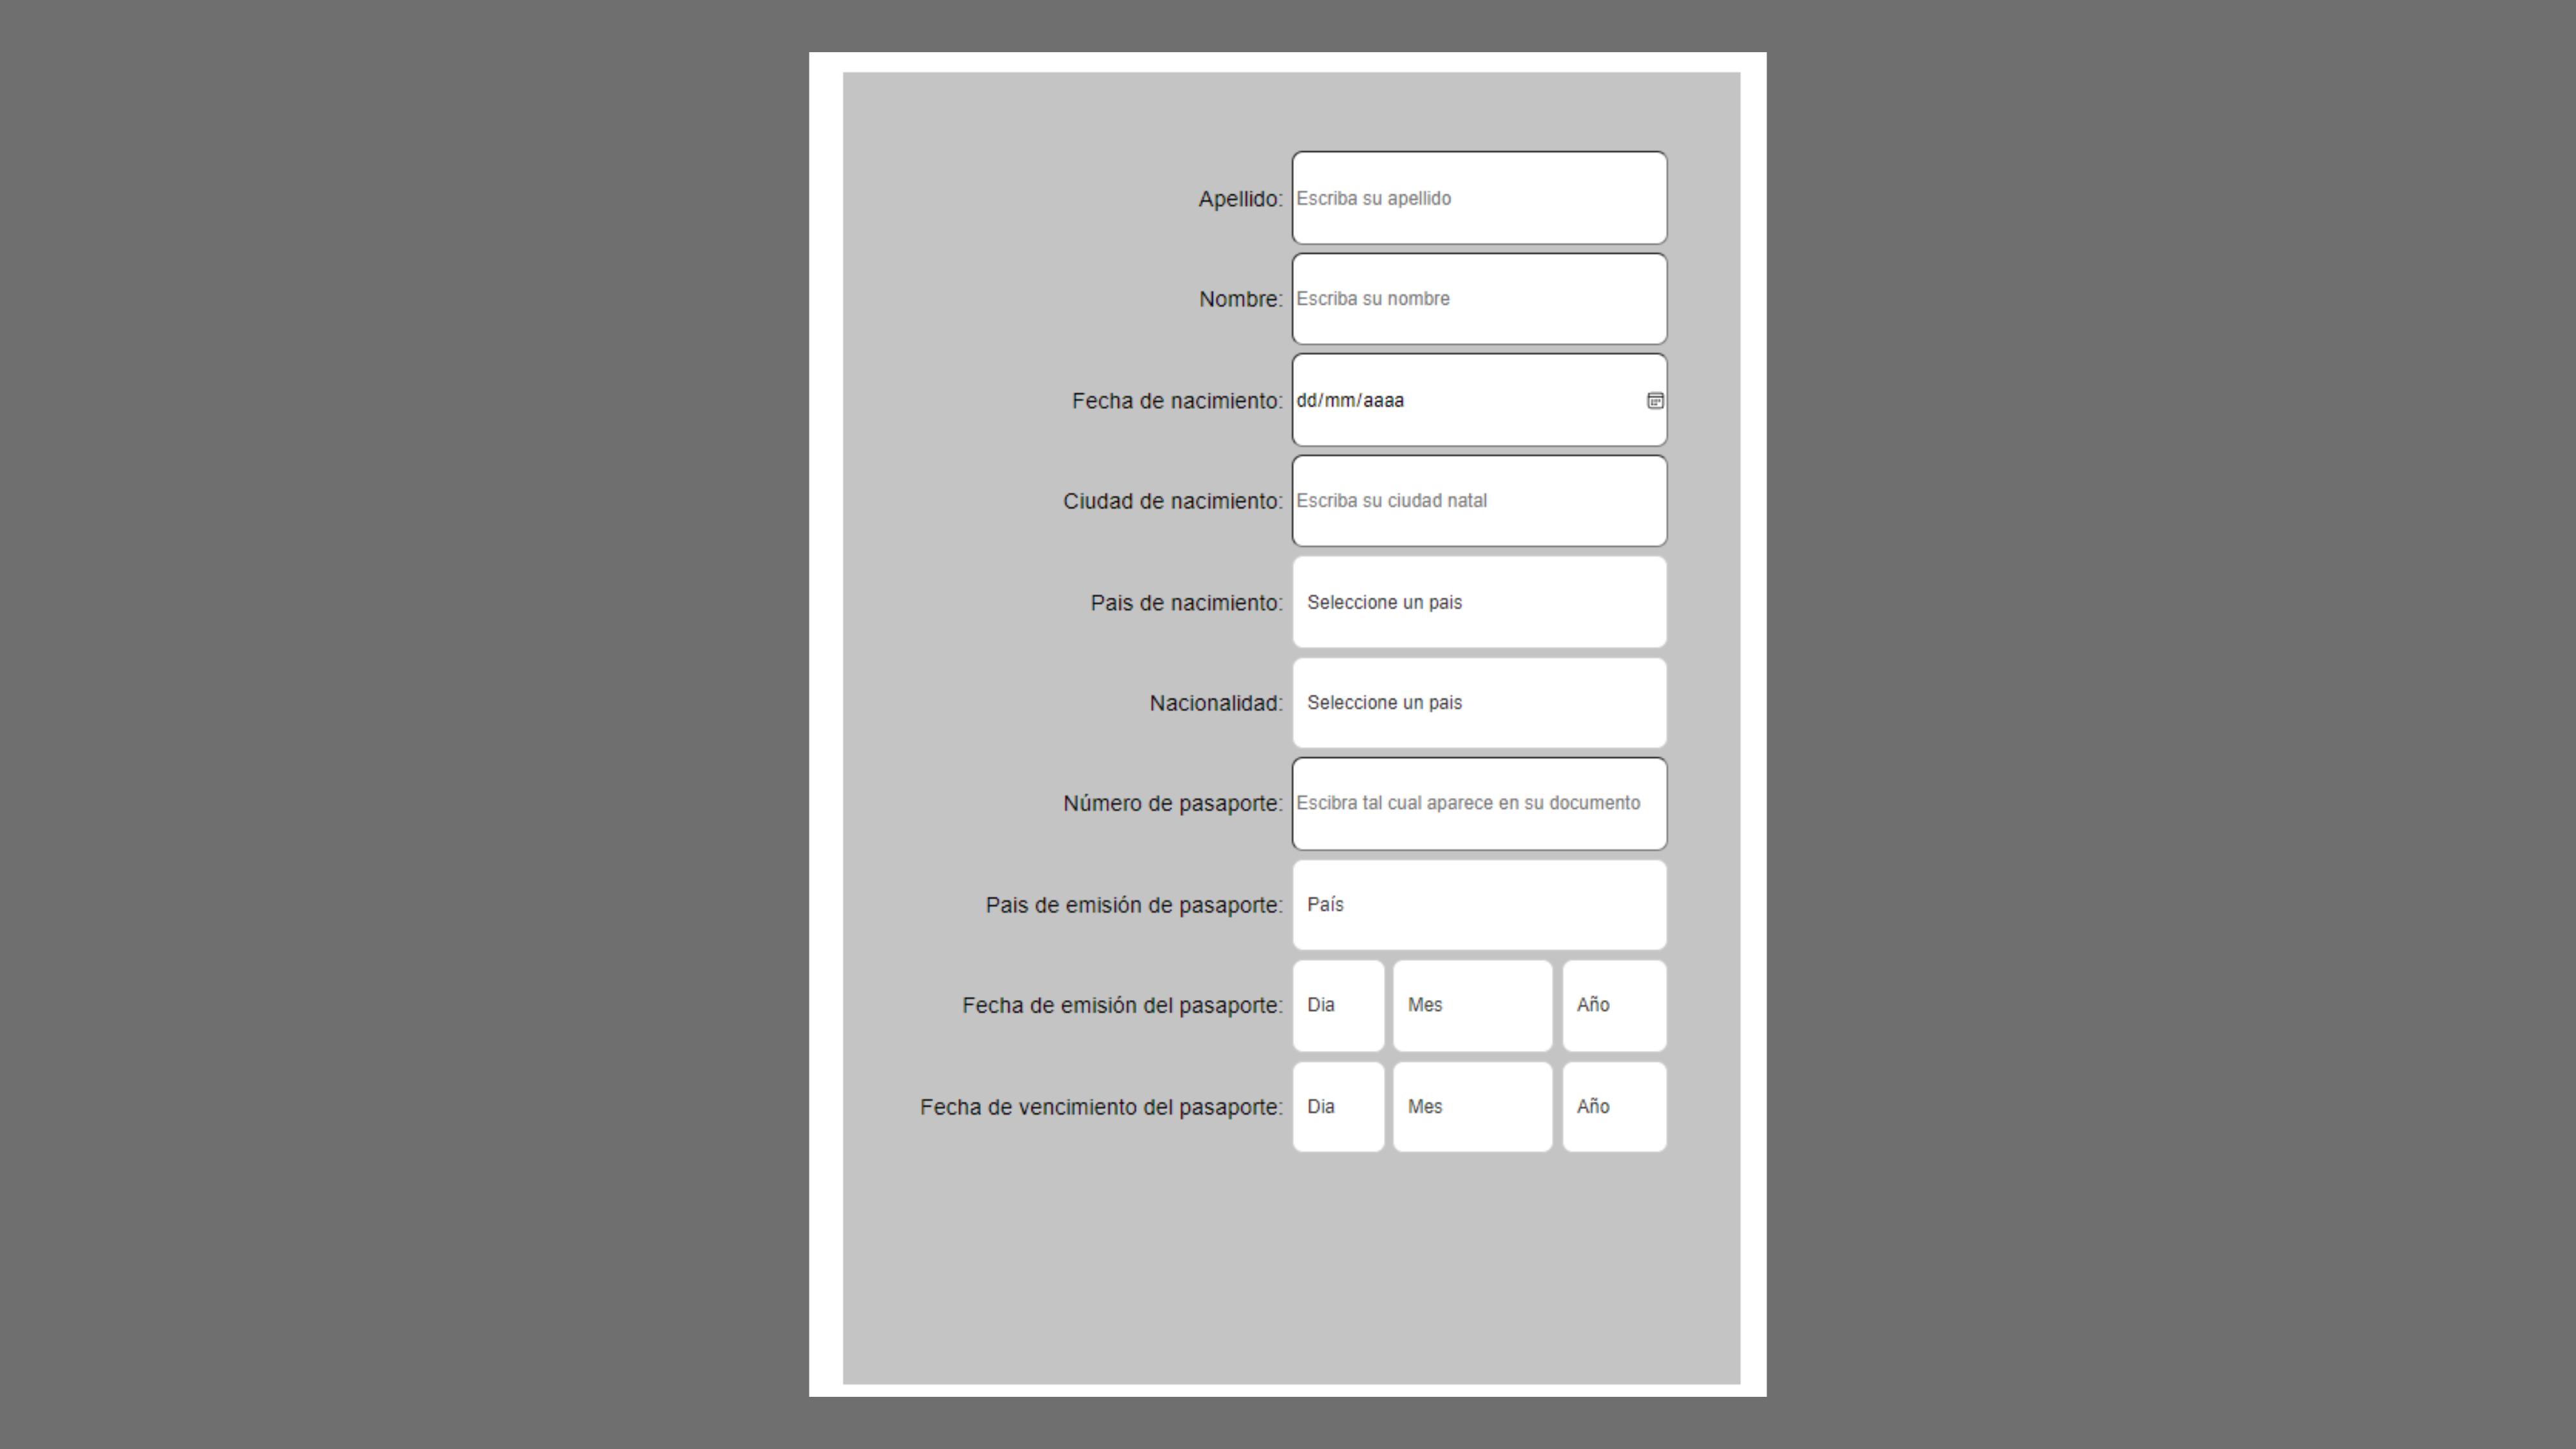 Apellido: Escriba su apellido
Nombre: Escriba su nombre
Fecha de nacimiento: dd/mm/aaaa
Ciudad de nacimiento: Escriba su ciudad natal
Pais de nacimiento: Seleccione un pais
Nacionalidad: Seleccione un pais
Número de pasaporte: Escibra tal cual aparece en su documento
Pais de emisión de pasaporte: País
Fecha de emisión del pasaporte: Dia Mes Año
Fecha de vencimiento del pasaporte: Dia Mes Año